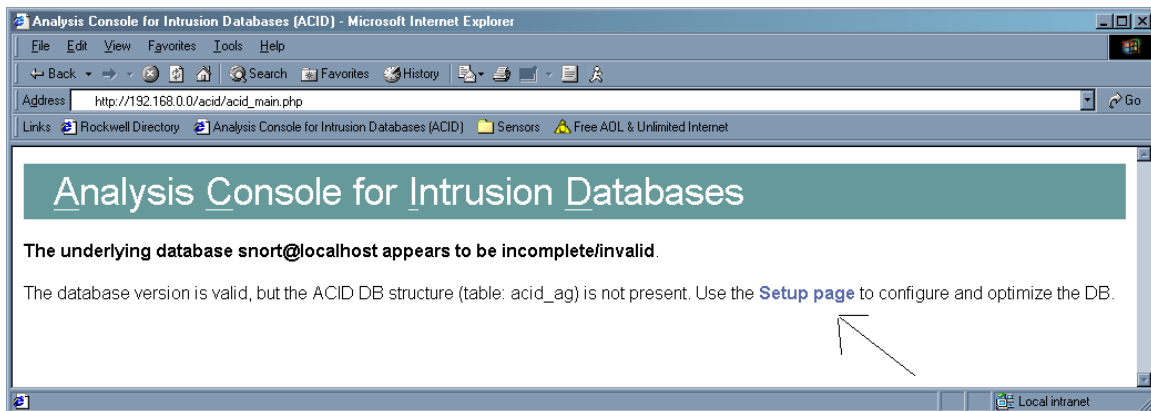 Analysis Console for Intrusion Databases (ACID) - Microsoft Internet Explorer
File Edit View Favorites Tools Help
Back Search Favorites History
Address http://192.168.0.0/acid/acid_main.php Go
Links Rockwell Directory Analysis Console for Intrusion Databases (ACID) Sensors Free AOL & Unlimited Internet
Analysis Console for Intrusion Databases
The underlying database snort@localhost appears to be incomplete/invalid.
The database version is valid, but the ACID DB structure (table: acid_ag) is not present. Use the Setup page to configure and optimize the DB.
Local intranet